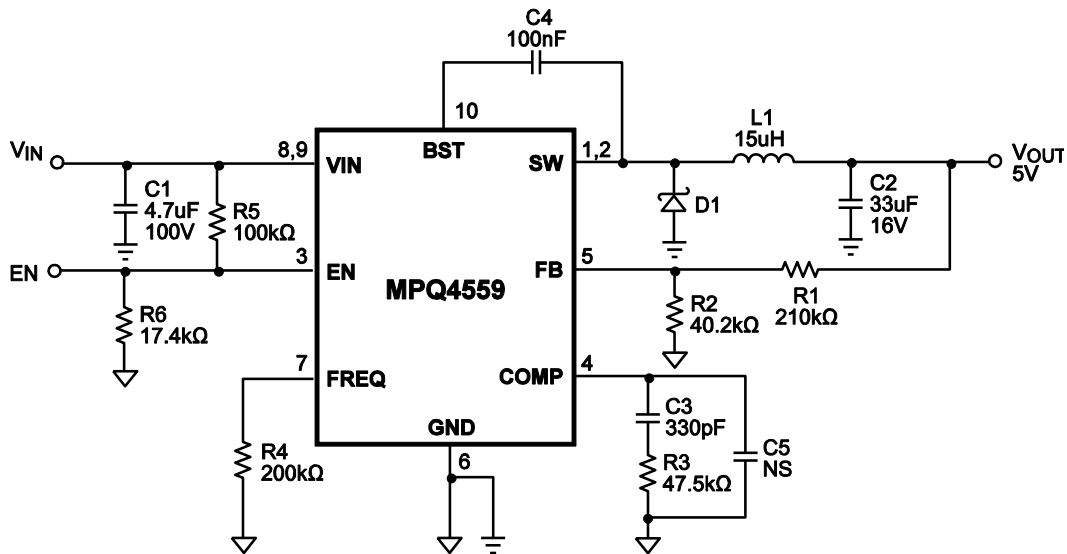 C4
100nF
10
L1
15uH
VIN
8,9
VIN
BST
SW
1,2
VOUT
5V
C1
4.7uF
100V
R5
100kΩ
D1
C2
33uF
16V
EN
3
EN
MPQ4559
FB
5
R6
17.4kΩ
R2
40.2kΩ
R1
210kΩ
7
FREQ
COMP
4
GND
6
R4
200kΩ
C3
330pF
R3
47.5kΩ
C5
NS